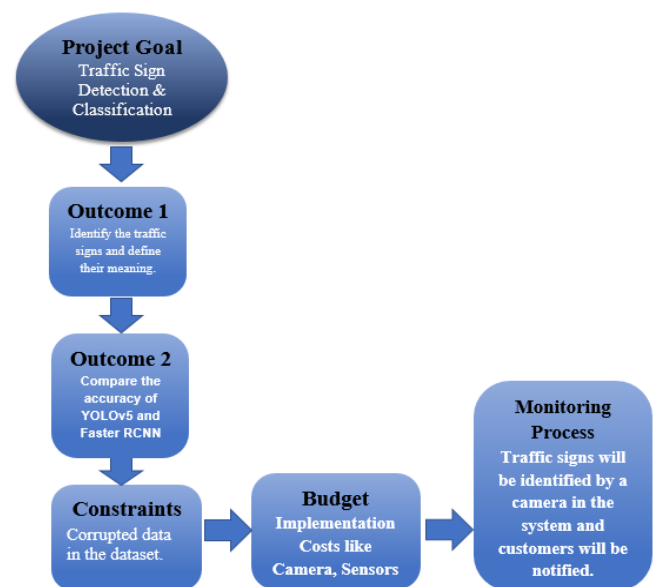 Project Goal
Traffic Sign
Detection &
Classification
Outcome 1
Identify the traffic
signs and define
their meaning.
Outcome 2
Compare the
accuracy of
YOLOv5 and
Faster RCNN
Constraints
Corrupted data
in the dataset.
Budget
Implementation
Costs like
Camera, Sensors
Monitoring
Process
Traffic signs will
be identified by a
camera in the
system and
customers will be
notified.